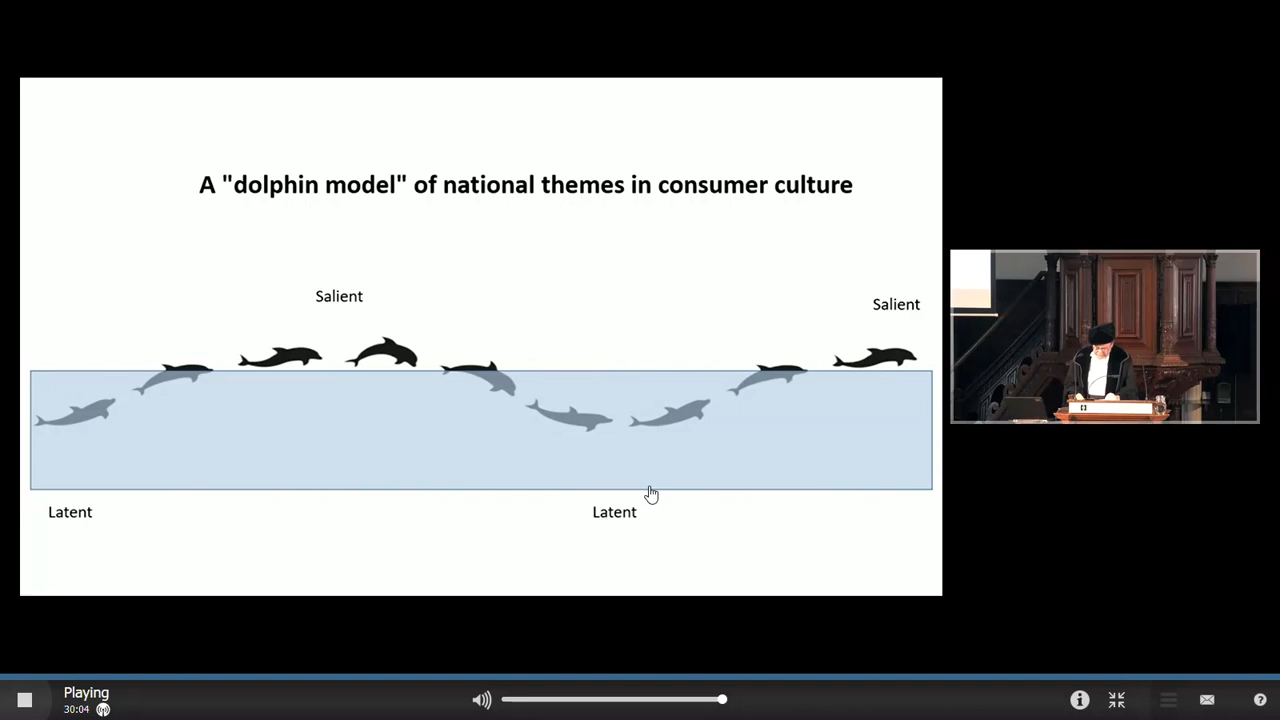 A "dolphin model" of national themes in consumer culture
Salient
Salient
Latent
Latent
Playing
30:04